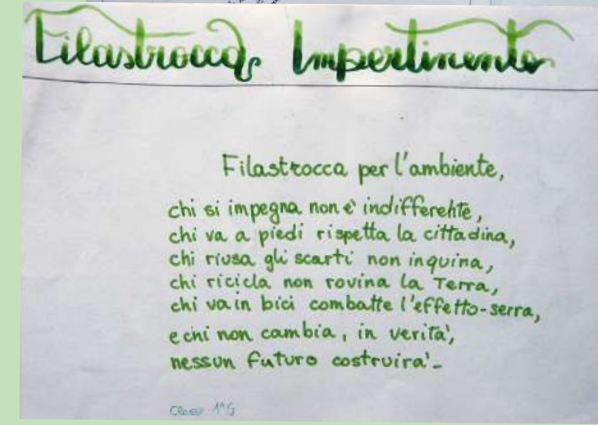 Filastrocca Impertinente
Filastrocca per l'ambiente,
chi si impegna non è indifferente,
chi va a piedi rispetta la cittadina,
chi riusa gli scarti non inquina,
chi ricicla non rovina la Terra,
chi va in bici combatte l'effetto-serra,
e chi non cambia, in verità,
nessun futuro costruirà.